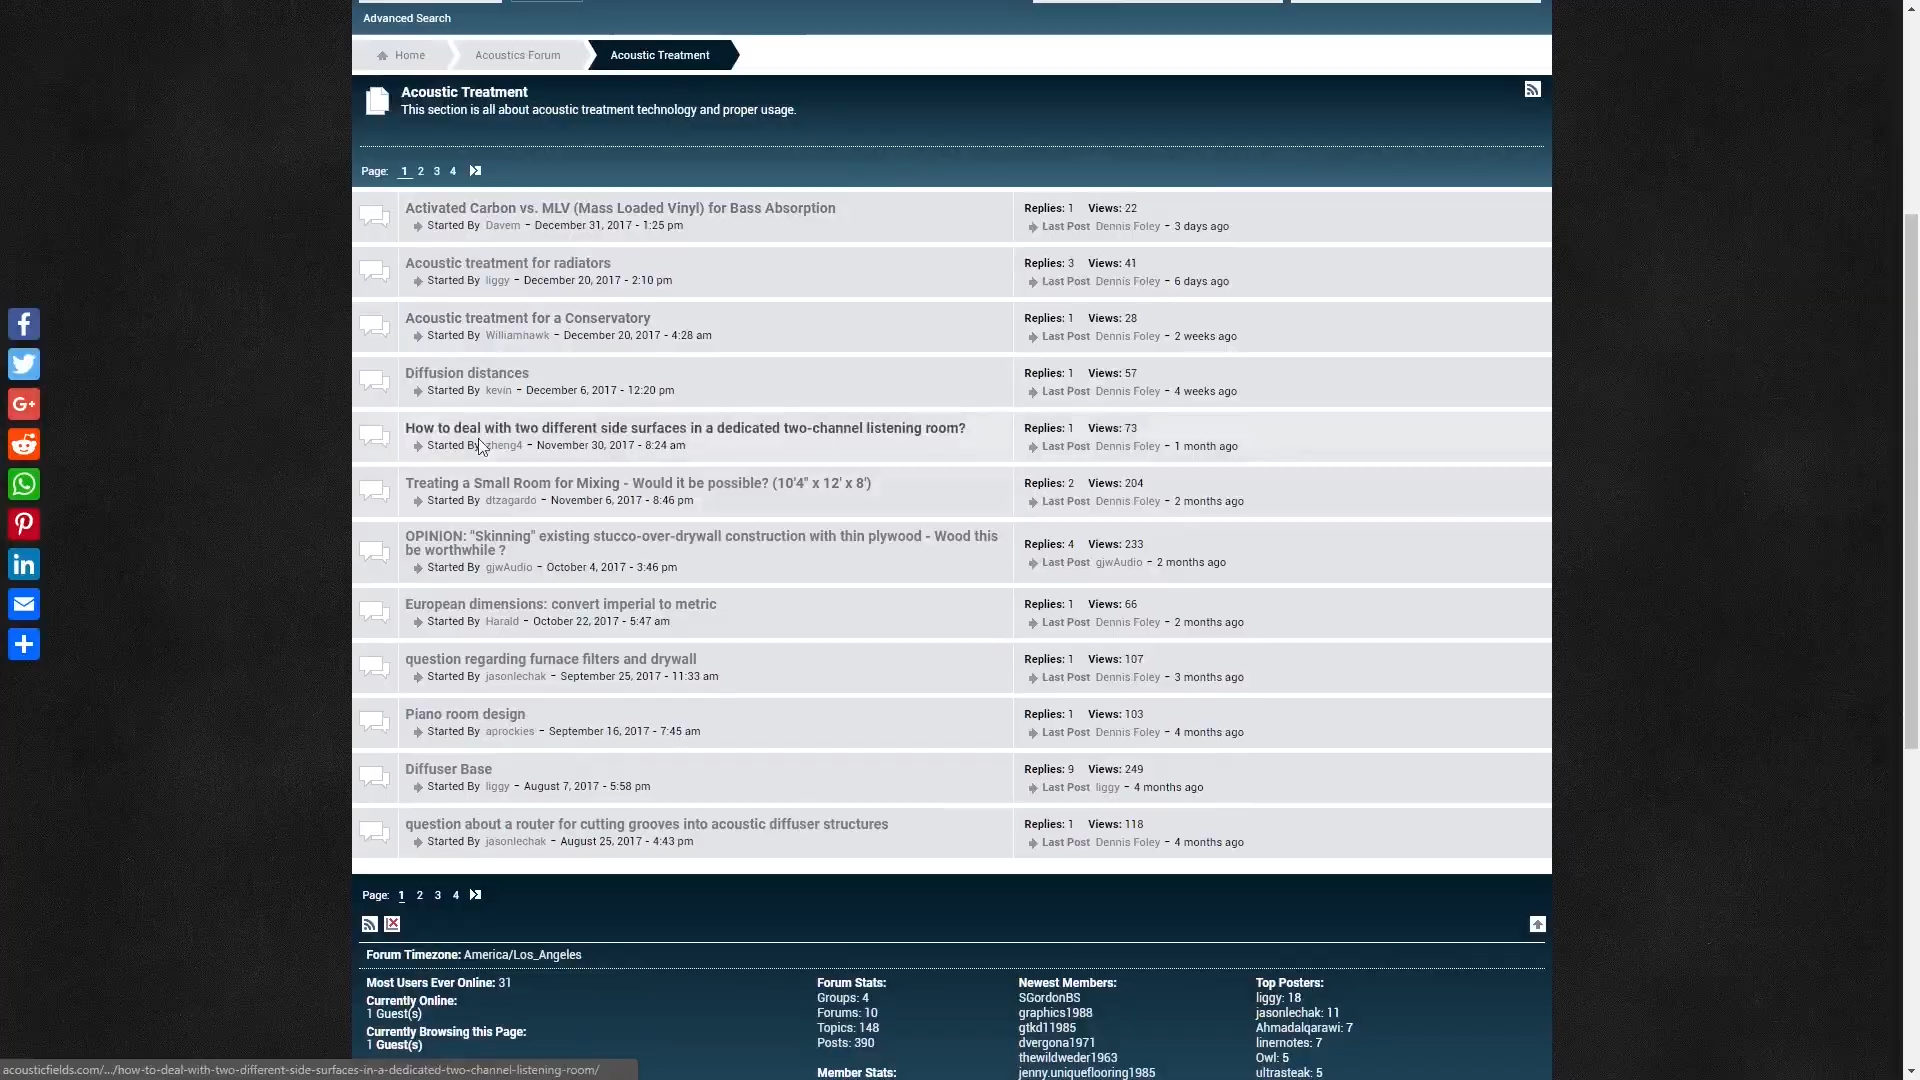 Advanced Search
Home
Acoustics Forum
Acoustic Treatment
Acoustic Treatment
This section is all about acoustic treatment technology and proper usage.
Page: 1 2 3 4
Activated Carbon vs. MLV (Mass Loaded Vinyl) for Bass Absorption
Started By Davem - December 31, 2017 - 1:25 pm
Replies: 1 Views: 22
Last Post Dennis Foley - 3 days ago
Acoustic treatment for radiators
Started By liggy - December 20, 2017 - 2:10 pm
Replies: 3 Views: 41
Last Post Dennis Foley - 6 days ago
Acoustic treatment for a Conservatory
Started By Williamhawk - December 20, 2017 - 4:28 am
Replies: 1 Views: 28
Last Post Dennis Foley - 2 weeks ago
Diffusion distances
Started By kevin - December 6, 2017 - 12:20 pm
Replies: 1 Views: 57
Last Post Dennis Foley - 4 weeks ago
How to deal with two different side surfaces in a dedicated two-channel listening room?
Started By zheng4 - November 30, 2017 - 8:24 am
Replies: 1 Views: 73
Last Post Dennis Foley - 1 month ago
Treating a Small Room for Mixing - Would it be possible? (10'4" x 12' x 8')
Started By dtzagardo - November 6, 2017 - 8:46 pm
Replies: 2 Views: 204
Last Post Dennis Foley - 2 months ago
OPINION: "Skinning" existing stucco-over-drywall construction with thin plywood - Wood this
be worthwhile ?
Started By gjwAudio - October 4, 2017 - 3:46 pm
Replies: 4 Views: 233
Last Post gjwAudio - 2 months ago
European dimensions: convert imperial to metric
Started By Harald - October 22, 2017 - 5:47 am
Replies: 1 Views: 66
Last Post Dennis Foley - 2 months ago
question regarding furnace filters and drywall
Started By jasonlechak - September 25, 2017 - 11:33 am
Replies: 1 Views: 107
Last Post Dennis Foley - 3 months ago
Piano room design
Started By aprockies - September 16, 2017 - 7:45 am
Replies: 1 Views: 103
Last Post Dennis Foley - 4 months ago
Diffuser Base
Started By liggy - August 7, 2017 - 5:58 pm
Replies: 9 Views: 249
Last Post liggy - 4 months ago
question about a router for cutting grooves into acoustic diffuser structures
Started By jasonlechak - August 25, 2017 - 4:43 pm
Replies: 1 Views: 118
Last Post Dennis Foley - 4 months ago
Page: 1 2 3 4
Forum Timezone: America/Los_Angeles
Most Users Ever Online: 31
Currently Online:
1 Guest(s)
Currently Browsing this Page:
1 Guest(s)
Forum Stats:
Groups: 4
Forums: 10
Topics: 148
Posts: 390
Member Stats:
Newest Members:
SGordonBS
graphics1988
gtkd11985
dvergona1971
thewildweder1963
jenny.uniqueflooring1985
Top Posters:
liggy: 18
jasonlechak: 11
Ahmadalqarawi: 7
linernotes: 7
Owl: 5
ultrasteak: 5
acousticfields.com/.../how-to-deal-with-two-different-side-surfaces-in-a-dedicated-two-channel-listening-room/